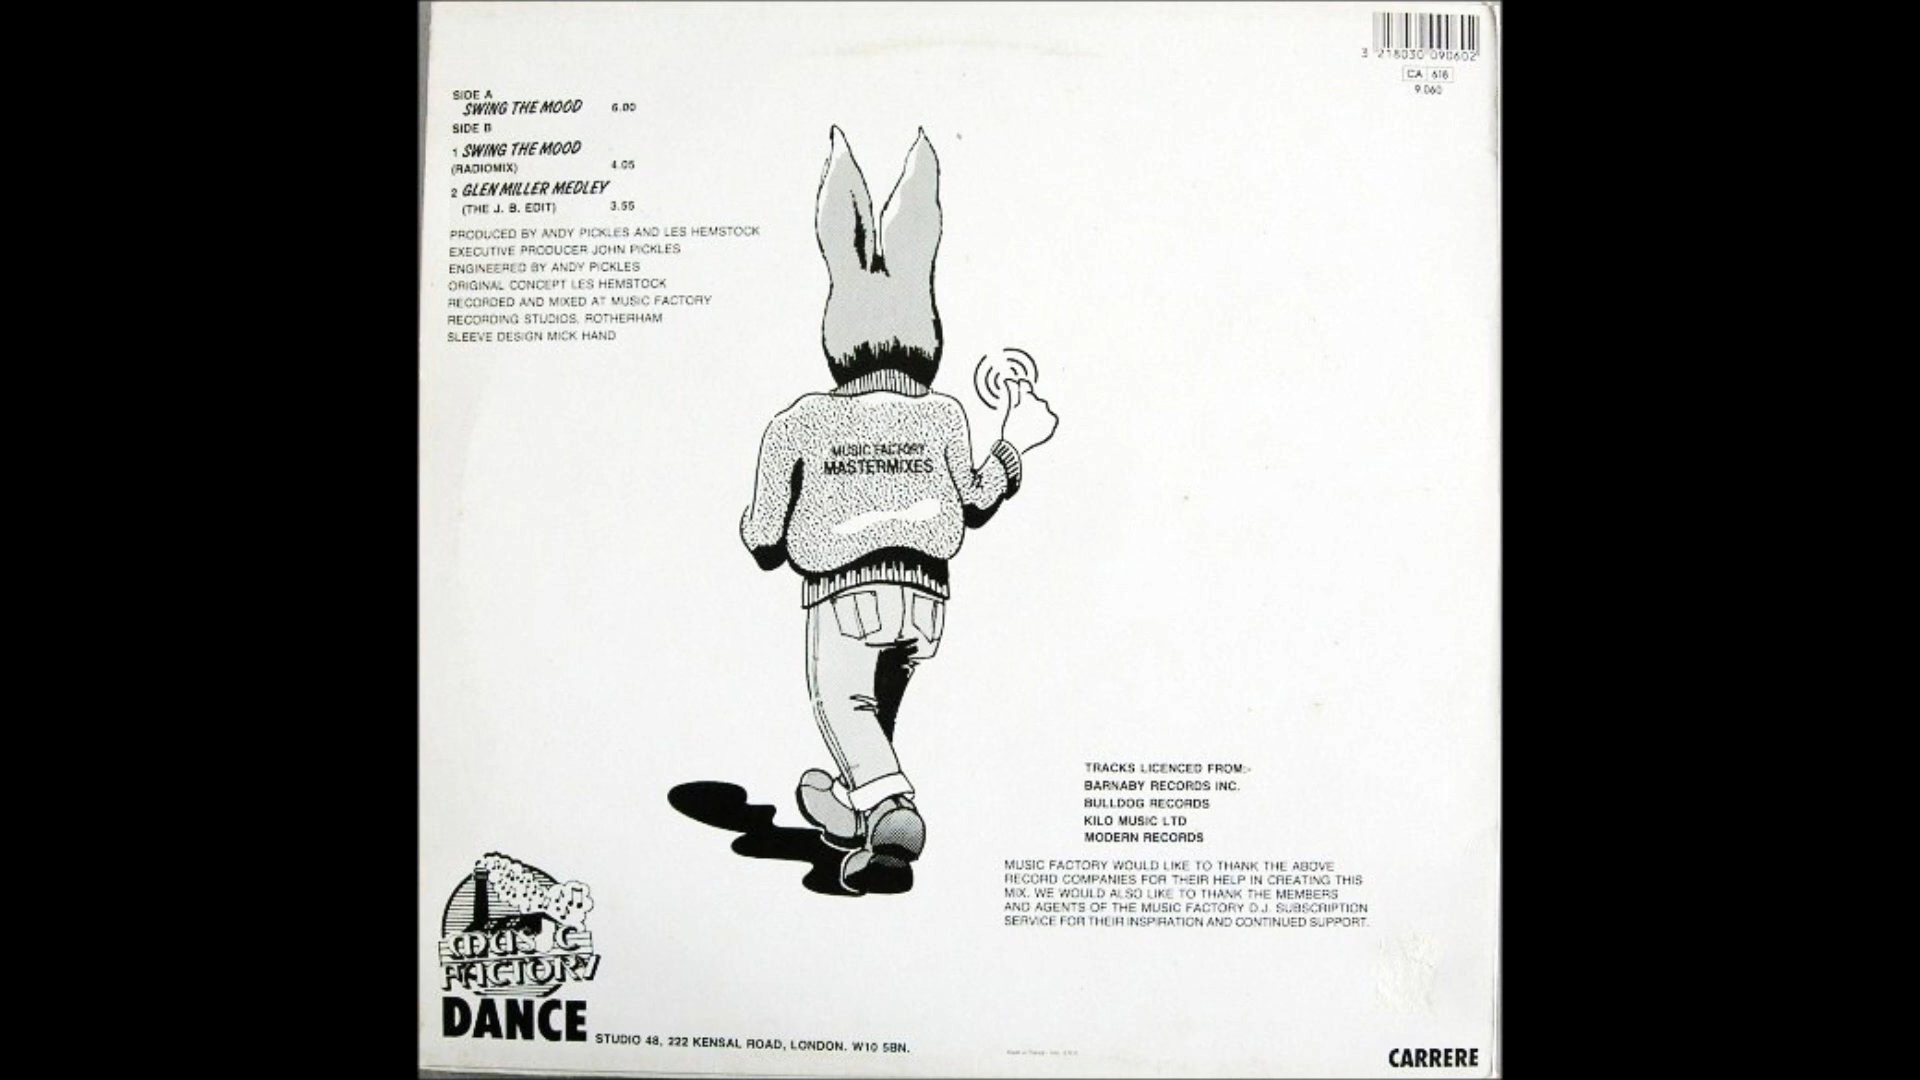 3 218030 090602
CA 616
9.060
SIDE A
SWING THE MOOD 6.00
SIDE B
1 SWING THE MOOD
(RADIOMIX) 4.05
2 GLEN MILLER MEDLEY
(THE J. B. EDIT) 3.55
PRODUCED BY ANDY PICKLES AND LES HEMSTOCK
EXECUTIVE PRODUCER JOHN PICKLES
ENGINEERED BY ANDY PICKLES
ORIGINAL CONCEPT LES HEMSTOCK
RECORDED AND MIXED AT MUSIC FACTORY
RECORDING STUDIOS, ROTHERHAM
SLEEVE DESIGN MICK HAND
MUSIC FACTORY
MASTERMIXES
TRACKS LICENCED FROM:-
BARNABY RECORDS INC.
BULLDOG RECORDS
KILO MUSIC LTD
MODERN RECORDS
MUSIC FACTORY WOULD LIKE TO THANK THE ABOVE
RECORD COMPANIES FOR THEIR HELP IN CREATING THIS
MIX. WE WOULD ALSO LIKE TO THANK THE MEMBERS
AND AGENTS OF THE MUSIC FACTORY D.J. SUBSCRIPTION
SERVICE FOR THEIR INSPIRATION AND CONTINUED SUPPORT.
MUSIC
FACTORY
DANCE
STUDIO 48, 222 KENSAL ROAD, LONDON. W10 5BN.
CARRERE